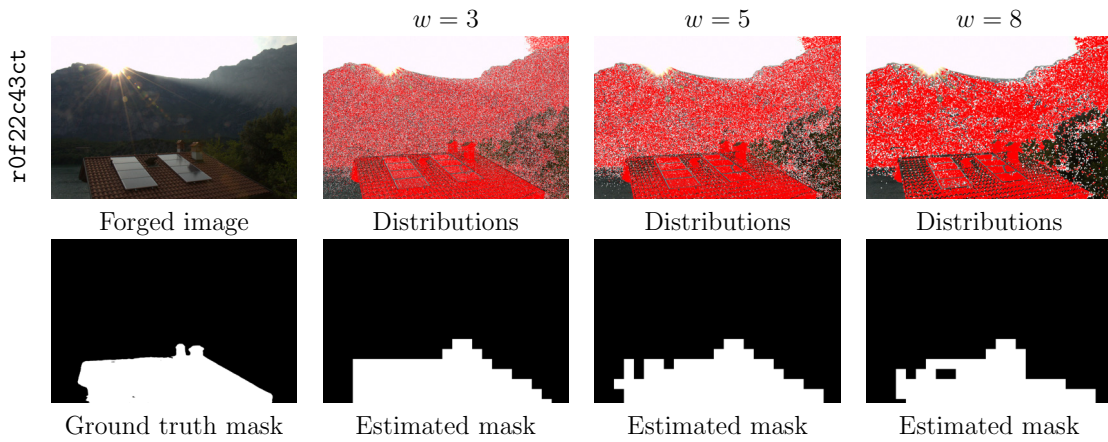 w = 3 w = 5 w = 8
r0f22c43ct
Forged image Distributions Distributions Distributions
Ground truth mask Estimated mask Estimated mask Estimated mask